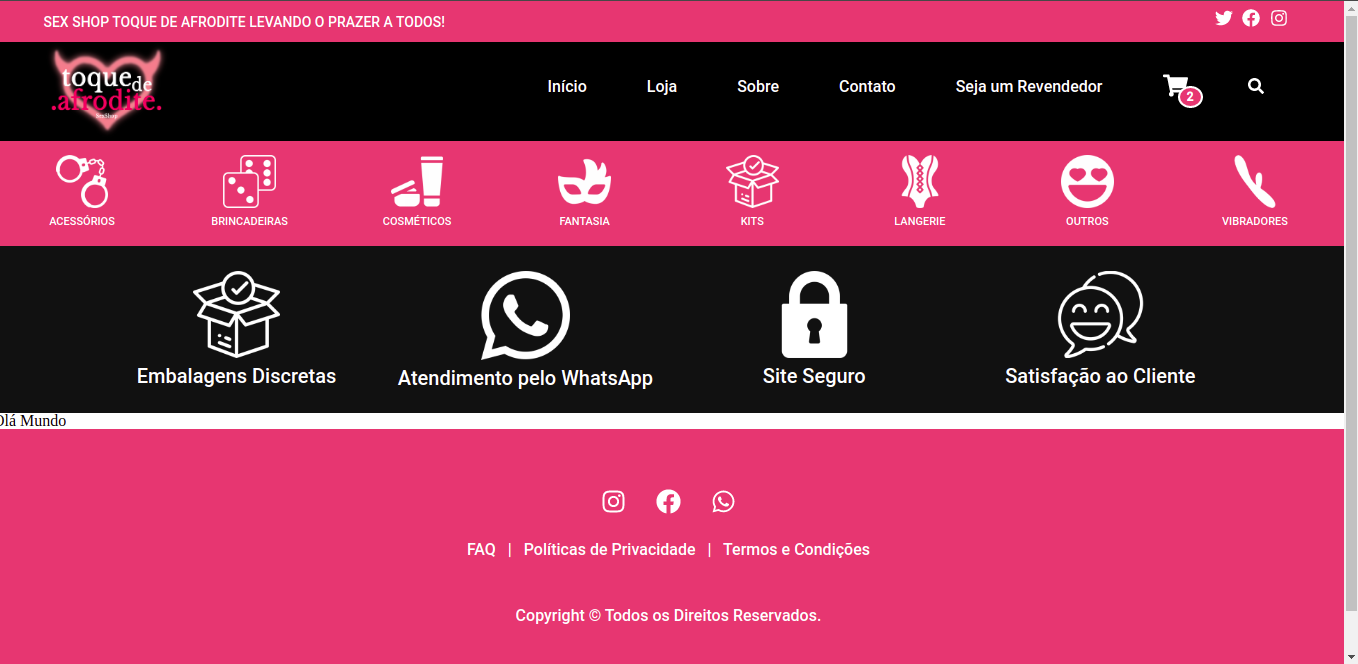 SEX SHOP TOQUE DE AFRODITE LEVANDO O PRAZER A TODOS!
toque de
.afrodite.
SexShop
Início Loja Sobre Contato Seja um Revendedor 2
ACESSÓRIOS BRINCADEIRAS COSMÉTICOS FANTASIA KITS LANGERIE OUTROS VIBRADORES
Embalagens Discretas Atendimento pelo WhatsApp Site Seguro Satisfação ao Cliente
Olá Mundo
FAQ | Políticas de Privacidade | Termos e Condições
Copyright © Todos os Direitos Reservados.